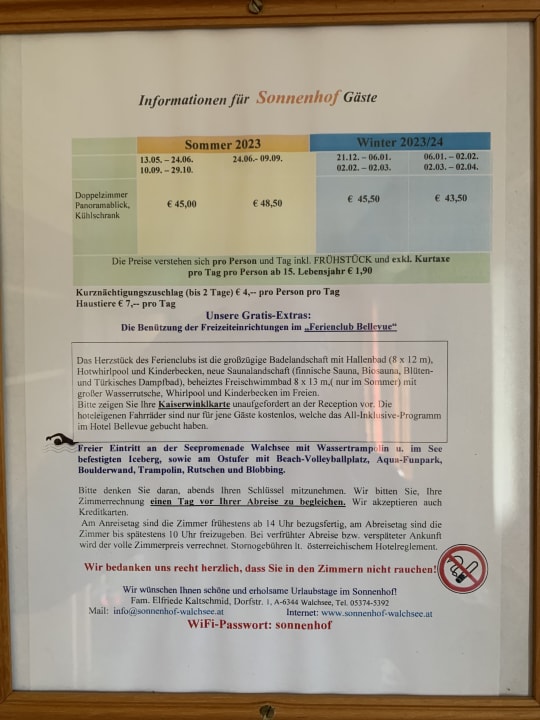 Informationen für Sonnenhof Gäste
Sommer 2023 Winter 2023/24
13.05. – 24.06. 24.06.- 09.09. 21.12. – 06.01. 06.01. – 02.02.
10.09. – 29.10. 02.02. – 02.03. 02.03. – 02.04.
Doppelzimmer
Panoramablick,
Kühlschrank
€ 45,00 € 48,50 € 45,50 € 43,50
Die Preise verstehen sich pro Person und Tag inkl. FRÜHSTÜCK und exkl. Kurtaxe
pro Tag pro Person ab 15. Lebensjahr € 1,90
Kurznächtigungszuschlag (bis 2 Tage) € 4,-- pro Person pro Tag
Haustiere € 7,-- pro Tag
Unsere Gratis-Extras:
Die Benützung der Freizeiteinrichtungen im „Ferienclub Bellevue“
Das Herzstück des Ferienclubs ist die großzügige Badelandschaft mit Hallenbad (8 x 12 m),
Hotwhirlpool und Kinderbecken, neue Saunalandschaft (finnische Sauna, Biosauna, Blüten-
und Türkisches Dampfbad), beheiztes Freischwimmbad 8 x 13 m,( nur im Sommer) mit
großer Wasserrutsche, Whirlpool und Kinderbecken im Freien.
Bitte zeigen Sie Ihre Kaiserwinklkarte unaufgefordert an der Reception vor. Die
hoteleigenen Fahrräder sind nur für jene Gäste kostenlos, welche das All-Inklusive-Programm
im Hotel Bellevue gebucht haben.
Freier Eintritt an der Seepromenade Walchsee mit Wassertrampolin u. im See
befestigten Iceberg, sowie am Ostufer mit Beach-Volleyballplatz, Aqua-Funpark,
Boulderwand, Trampolin, Rutschen und Blobbing.
Bitte denken Sie daran, abends Ihren Schlüssel mitzunehmen. Wir bitten Sie, Ihre
Zimmerrechnung einen Tag vor Ihrer Abreise zu begleichen. Wir akzeptieren auch
Kreditkarten.
Am Anreisetag sind die Zimmer frühestens ab 14 Uhr bezugsfertig, am Abreisetag sind die
Zimmer bis spätestens 10 Uhr freizugeben. Bei verfrühter Abreise bzw. verspäteter Ankunft
wird der volle Zimmerpreis verrechnet. Stornogebühren lt. österreichischem Hotelreglement.
Wir bedanken uns recht herzlich, dass Sie in den Zimmern nicht rauchen!
Wir wünschen Ihnen schöne und erholsame Urlaubstage im Sonnenhof!
Fam. Elfriede Kaltschmid, Dorfstr. 1, A-6344 Walchsee, Tel. 05374-5392
Mail: info@sonnenhof-walchsee.at Internet: www.sonnenhof-walchsee.at
WiFi-Passwort: sonnenhof